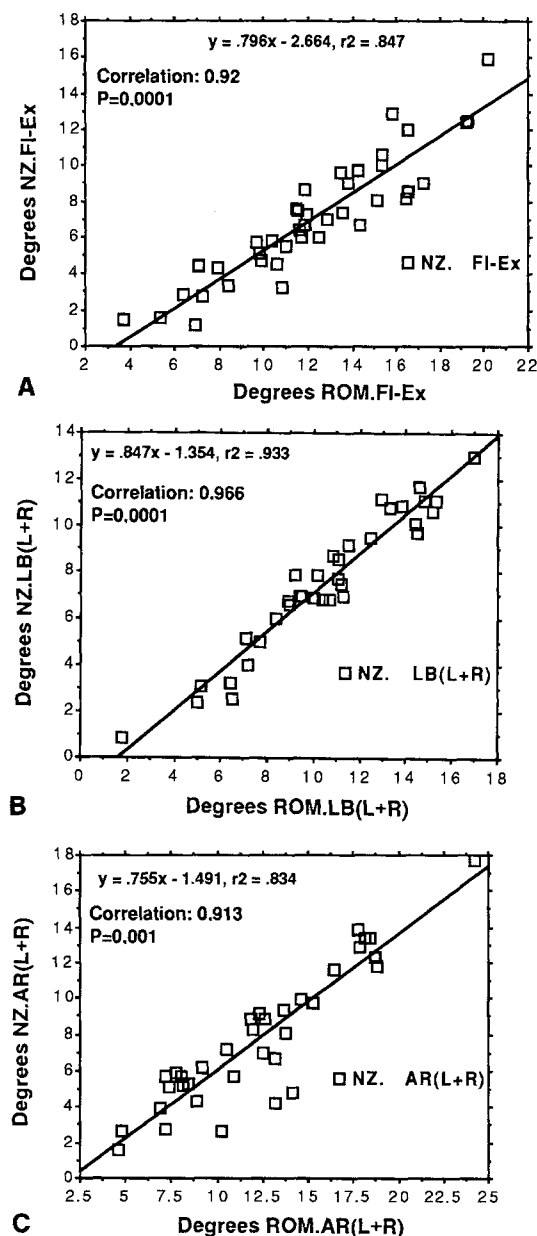 18
16
14
12
10
8
6
4
2
0
Degrees NZ.Fl-Ex
y = .796x - 2.664, r2 = .847
Correlation: 0.92
P=0.0001
NZ. Fl-Ex
2 4 6 8 10 12 14 16 18 20 22
A
Degrees ROM.Fl-Ex
14
12
10
8
6
4
2
0
Degrees NZ.LB(L+R)
y = .847x - 1.354, r2 = .933
Correlation: 0.966
P=0.0001
NZ. LB(L+R)
0 2 4 6 8 10 12 14 16 18
B
Degrees ROM.LB(L+R)
18
16
14
12
10
8
6
4
2
0
Degrees NZ.AR(L+R)
y = .755x - 1.491, r2 = .834
Correlation: 0.913
P=0.001
NZ. AR(L+R)
2.5 5 7.5 10 12.5 15 17.5 20 22.5 25
C
Degrees ROM.AR(L+R)